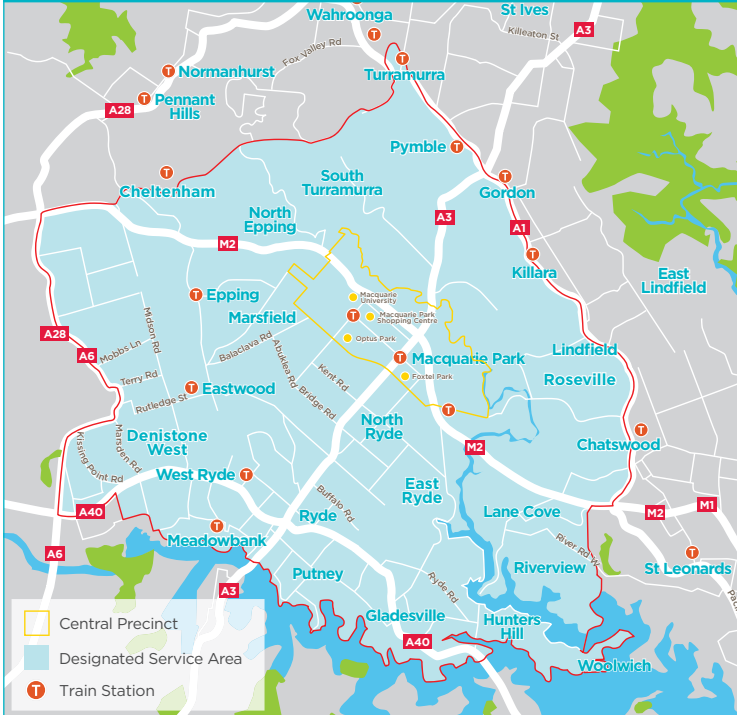 Wahroonga
St Ives
Killeaton St
A3
Fox Valley Rd
Turramurra
T
T
T
Normanhurst
T
Pennant
Hills
A28
Pymble
T
T
Cheltenham
South
Turramurra
T
Gordon
North
Epping
A3
A1
M2
Killara
T
East
Lindfield
T
Epping
Macquarie
University
Marsfield
T
Macquarie Park
Shopping Centre
A28
Midson Rd
Mobbs Ln
Balaclava Rd
Optus Park
Lindfield
A6
Abuklea Rd
T
Macquarie Park
Terry Rd
Kent Rd
Foxtel Park
Roseville
T
Eastwood
Rutledge St
Bridge Rd
T
North
Ryde
Denistone
West
Marsden Rd
Kissing Point Rd
Chatswood
T
M2
West Ryde
T
East
Ryde
Buffalo Rd
A40
Ryde
Lane Cove
M2
M1
T
Meadowbank
River Rd W
A6
T
St Leonards
Riverview
Putney
Ryde Rd
A3
Gladesville
Hunters
Hill
A40
Woolwich
Pac
Central Precinct
Designated Service Area
T
Train Station